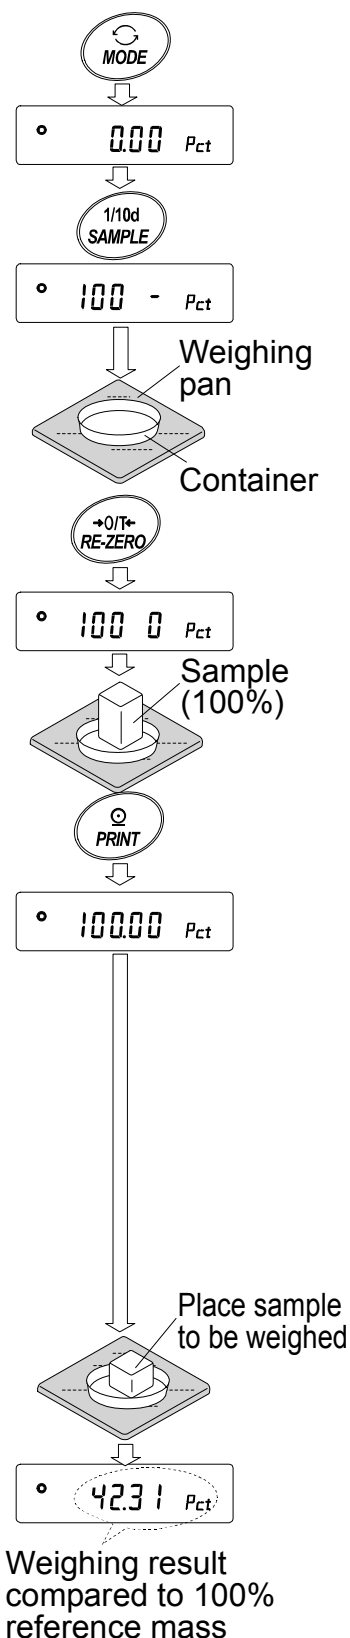 MODE
0.00 Pct
1/10d
SAMPLE
100 - Pct
Weighing
pan
Container
→0/T←
RE-ZERO
100 0 Pct
Sample
(100%)
PRINT
100.00 Pct
Place sample
to be weighed
42.31 Pct
Weighing result
compared to 100%
reference mass